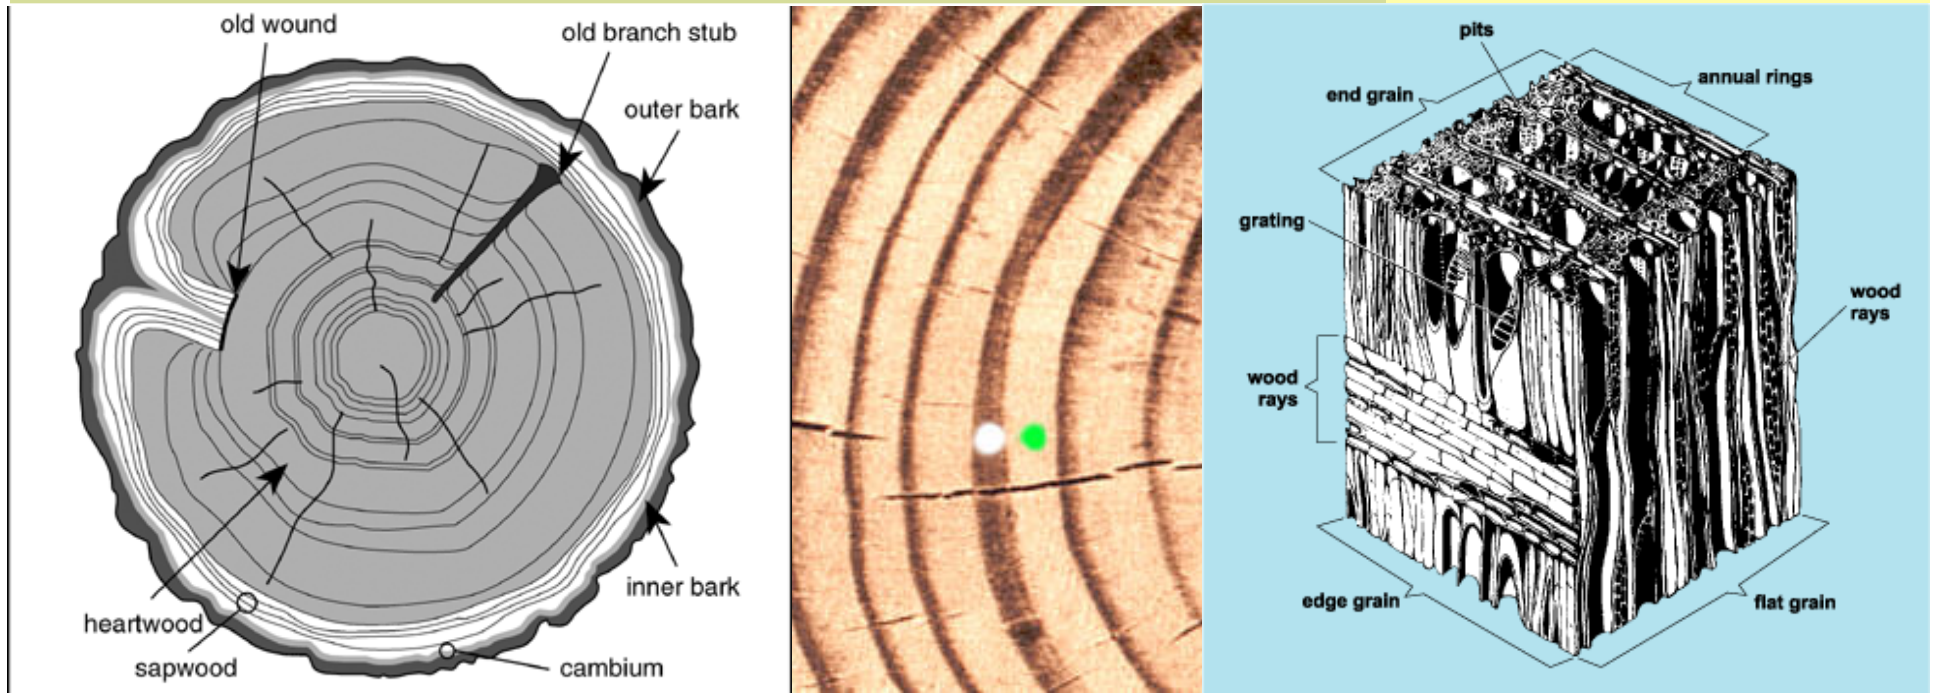 old wound
old branch stub
outer bark
inner bark
heartwood
sapwood
cambium
pits
end grain
annual rings
grating
wood
rays
wood
rays
edge grain
flat grain